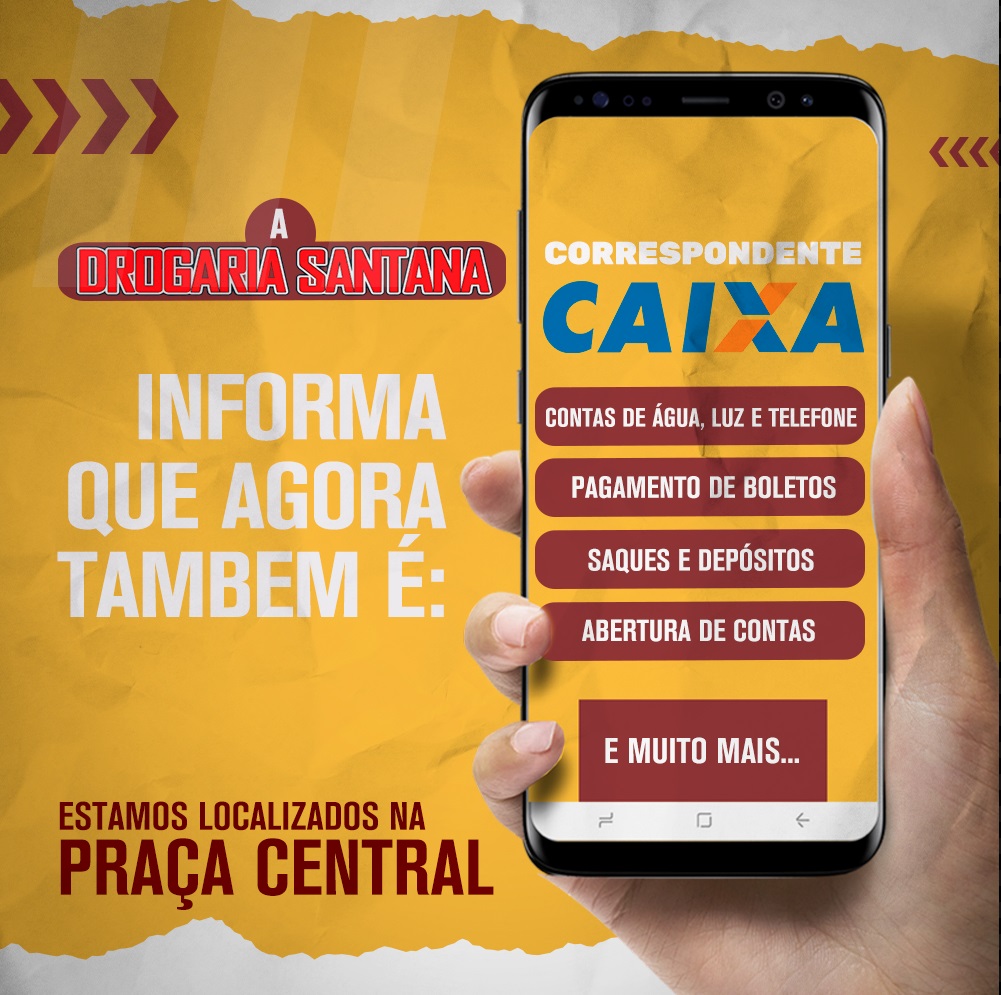 A
DROGARIA SANTANA
INFORMA
QUE AGORA
TAMBEM É:
ESTAMOS LOCALIZADOS NA
PRAÇA CENTRAL
CORRESPONDENTE
CAIXA
CONTAS DE ÁGUA, LUZ E TELEFONE
PAGAMENTO DE BOLETOS
SAQUES E DEPÓSITOS
ABERTURA DE CONTAS
E MUITO MAIS...